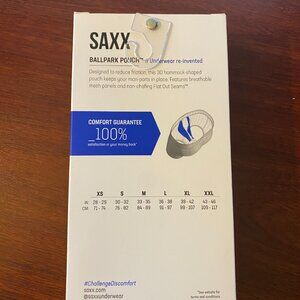 SAXX
BALLPARK POUCH™ // Underwear re-invented
Designed to reduce friction, this 3D hammock-shaped
pouch keeps your man-parts in place. Features breathable
mesh panels and non-chafing Flat Out Seams™
COMFORT GUARANTEE
_100%
satisfaction or your money back*
XS S M L XL XXL
IN 28 - 29 30 - 32 33 - 35 36 - 38 39 - 42 43 - 46
CM 71 - 74 76 - 82 84 - 89 91 - 97 99 - 107 109 - 117
#ChallengeDiscomfort
saxx.com
@saxxunderwear
*See website for
terms and conditions